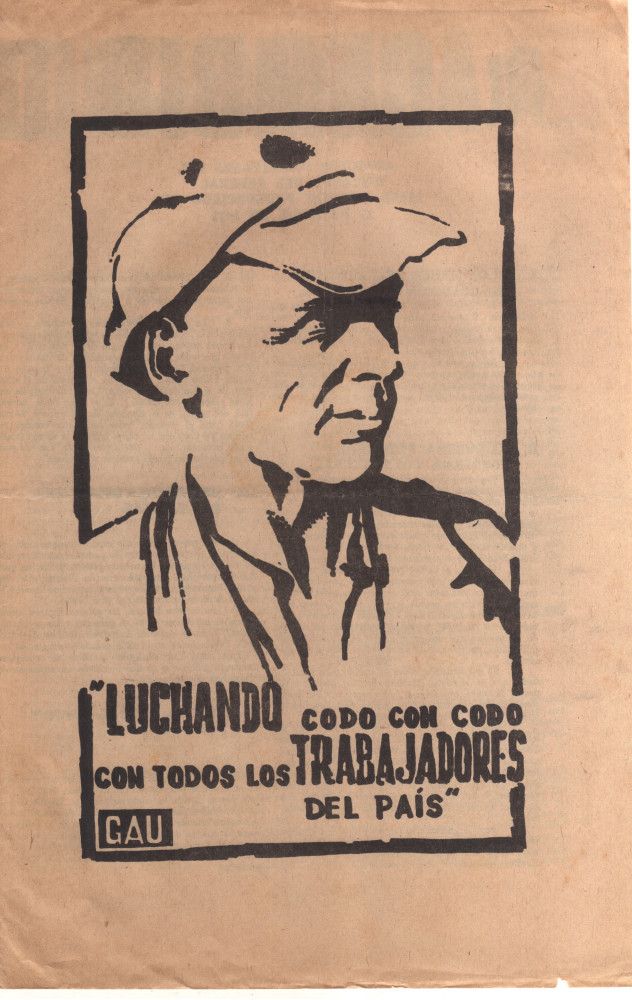 "LUCHANDO CODO CON CODO
CON TODOS LOS TRABAJADORES
DEL PAÍS"
GAU